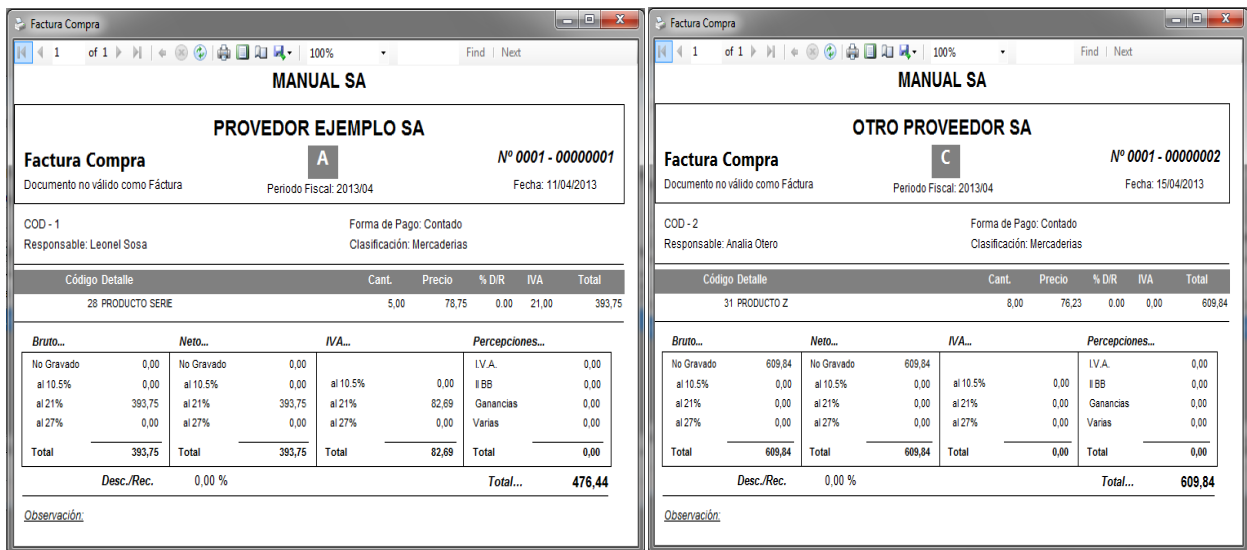 Factura Compra
1 of 1 100% Find | Next
MANUAL SA
PROVEDOR EJEMPLO SA
Factura Compra A Nº 0001 - 00000001
Documento no válido como Fáctura Periodo Fiscal: 2013/04 Fecha: 11/04/2013
COD - 1 Forma de Pago: Contado
Responsable: Leonel Sosa Clasificación: Mercaderias
Código Detalle Cant. Precio % D/R IVA Total
28 PRODUCTO SERIE 5,00 78,75 0.00 21,00 393,75
Bruto... Neto... IVA... Percepciones...
No Gravado 0,00 No Gravado 0,00 I.V.A. 0,00
al 10.5% 0,00 al 10.5% 0,00 al 10.5% 0,00 II BB 0,00
al 21% 393,75 al 21% 393,75 al 21% 82,69 Ganancias 0,00
al 27% 0,00 al 27% 0,00 al 27% 0,00 Varias 0,00
Total 393,75 Total 393,75 Total 82,69 Total 0,00
Desc./Rec. 0,00 % Total... 476,44
Observación:
Factura Compra
1 of 1 100% Find | Next
MANUAL SA
OTRO PROVEEDOR SA
Factura Compra C Nº 0001 - 00000002
Documento no válido como Fáctura Periodo Fiscal: 2013/04 Fecha: 15/04/2013
COD - 2 Forma de Pago: Contado
Responsable: Analia Otero Clasificación: Mercaderias
Código Detalle Cant. Precio % D/R IVA Total
31 PRODUCTO Z 8,00 76,23 0.00 0,00 609,84
Bruto... Neto... IVA... Percepciones...
No Gravado 609,84 No Gravado 609,84 I.V.A. 0,00
al 10.5% 0,00 al 10.5% 0,00 al 10.5% 0,00 II BB 0,00
al 21% 0,00 al 21% 0,00 al 21% 0,00 Ganancias 0,00
al 27% 0,00 al 27% 0,00 al 27% 0,00 Varias 0,00
Total 609,84 Total 609,84 Total 0,00 Total 0,00
Desc./Rec. 0,00 % Total... 609,84
Observación: